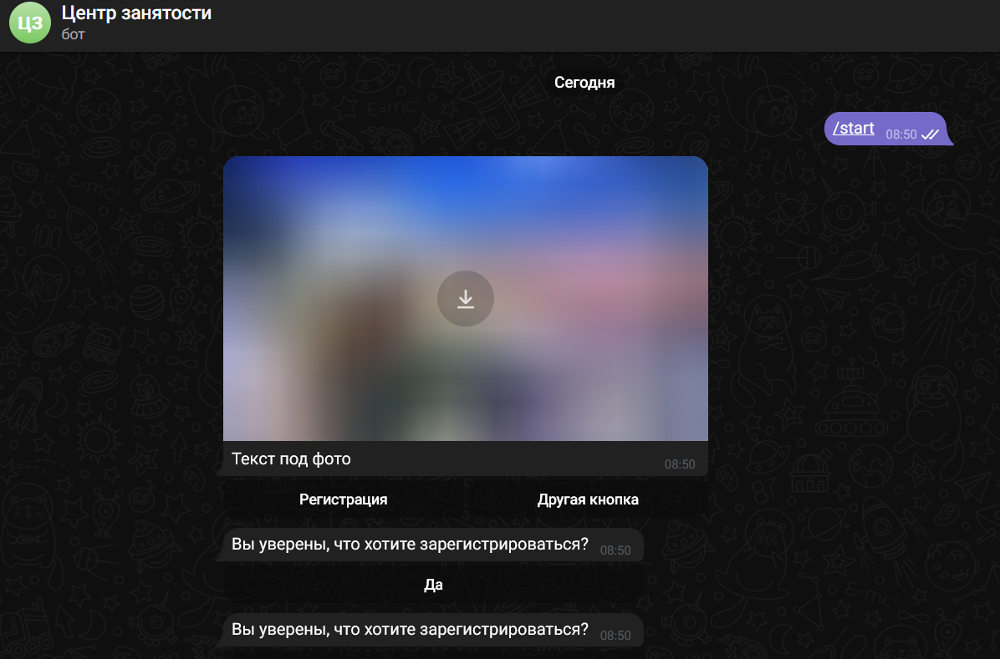 ЦЗ
Центр занятости
бот
Сегодня
/start 08:50
Текст под фото 08:50
Регистрация Другая кнопка
Вы уверены, что хотите зарегистрироваться? 08:50
Да
Вы уверены, что хотите зарегистрироваться? 08:50